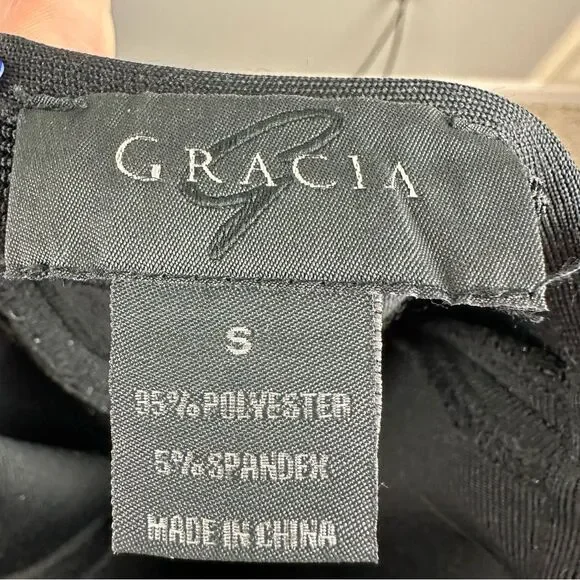 GRACIA
S
95% POLYESTER
5% SPANDEX
MADE IN CHINA